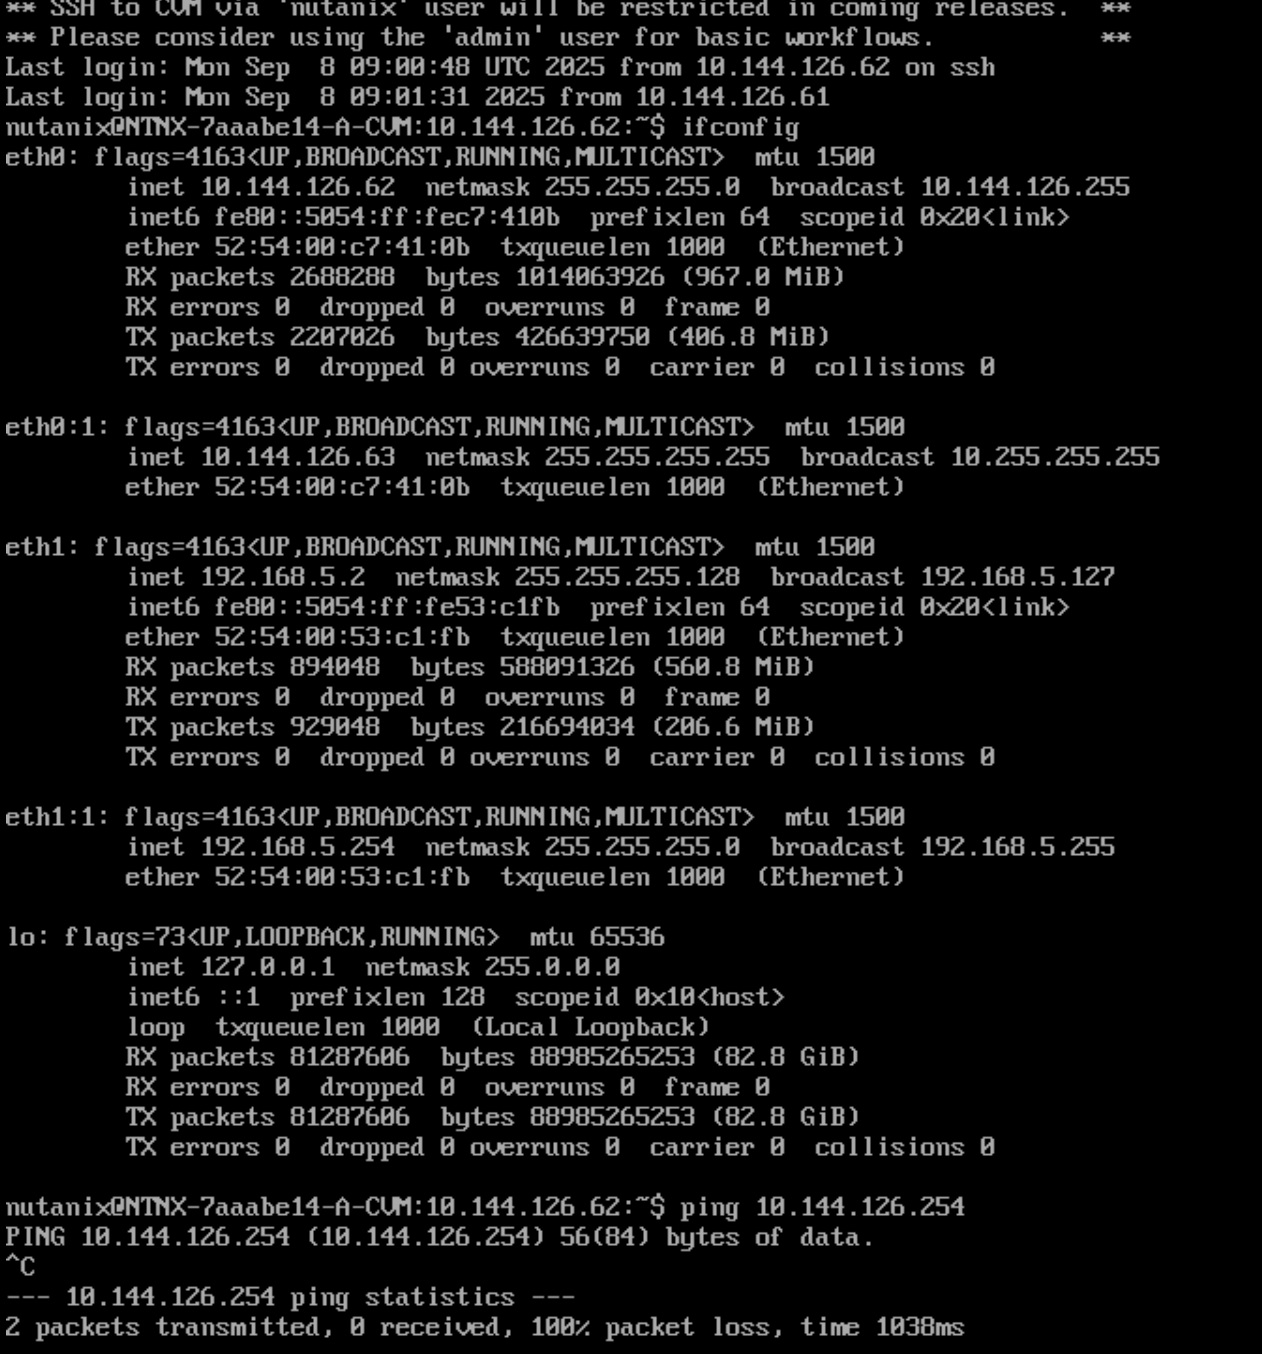 ** SSH to CVM via 'nutanix' user will be restricted in coming releases.  **
** Please consider using the 'admin' user for basic workflows.           **
Last login: Mon Sep  8 09:00:48 UTC 2025 from 10.144.126.62 on ssh
Last login: Mon Sep  8 09:01:31 2025 from 10.144.126.61
nutanix@NTNX-7aaabe14-A-CVM:10.144.126.62:~$ ifconfig
eth0: flags=4163<UP,BROADCAST,RUNNING,MULTICAST>  mtu 1500
        inet 10.144.126.62  netmask 255.255.255.0  broadcast 10.144.126.255
        inet6 fe80::5054:ff:fec7:410b  prefixlen 64  scopeid 0x20<link>
        ether 52:54:00:c7:41:0b  txqueuelen 1000  (Ethernet)
        RX packets 2688288  bytes 1014063926 (967.0 MiB)
        RX errors 0  dropped 0  overruns 0  frame 0
        TX packets 2207026  bytes 426639750 (406.8 MiB)
        TX errors 0  dropped 0 overruns 0  carrier 0  collisions 0

eth0:1: flags=4163<UP,BROADCAST,RUNNING,MULTICAST>  mtu 1500
        inet 10.144.126.63  netmask 255.255.255.255  broadcast 10.255.255.255
        ether 52:54:00:c7:41:0b  txqueuelen 1000  (Ethernet)

eth1: flags=4163<UP,BROADCAST,RUNNING,MULTICAST>  mtu 1500
        inet 192.168.5.2  netmask 255.255.255.128  broadcast 192.168.5.127
        inet6 fe80::5054:ff:fe53:c1fb  prefixlen 64  scopeid 0x20<link>
        ether 52:54:00:53:c1:fb  txqueuelen 1000  (Ethernet)
        RX packets 894048  bytes 588091326 (560.8 MiB)
        RX errors 0  dropped 0  overruns 0  frame 0
        TX packets 929048  bytes 216694034 (206.6 MiB)
        TX errors 0  dropped 0 overruns 0  carrier 0  collisions 0

eth1:1: flags=4163<UP,BROADCAST,RUNNING,MULTICAST>  mtu 1500
        inet 192.168.5.254  netmask 255.255.255.0  broadcast 192.168.5.255
        ether 52:54:00:53:c1:fb  txqueuelen 1000  (Ethernet)

lo: flags=73<UP,LOOPBACK,RUNNING>  mtu 65536
        inet 127.0.0.1  netmask 255.0.0.0
        inet6 ::1  prefixlen 128  scopeid 0x10<host>
        loop  txqueuelen 1000  (Local Loopback)
        RX packets 81287606  bytes 88985265253 (82.8 GiB)
        RX errors 0  dropped 0  overruns 0  frame 0
        TX packets 81287606  bytes 88985265253 (82.8 GiB)
        TX errors 0  dropped 0 overruns 0  carrier 0  collisions 0

nutanix@NTNX-7aaabe14-A-CVM:10.144.126.62:~$ ping 10.144.126.254
PING 10.144.126.254 (10.144.126.254) 56(84) bytes of data.
^C
--- 10.144.126.254 ping statistics ---
2 packets transmitted, 0 received, 100% packet loss, time 1038ms